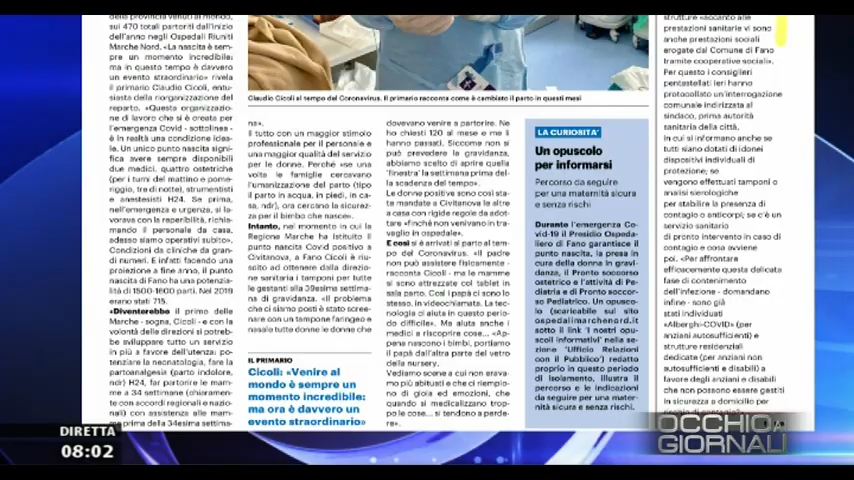 della provincia venuti al mondo,
sui 470 totali partoriti dall'inizio
dell'anno negli Ospedali Riuniti
Marche Nord. «La nascita è sem-
pre un momento incredibile:
ma in questo tempo è davvero
un evento straordinario» rivela
il primario Claudio Cicoli, entu-
siasta della riorganizzazione del
reparto. «Questa organizzazio-
ne di lavoro che si è creata per
l'emergenza Covid - sottolinea-
è in realtà una condizione idea-
le. Un unico punto nascita signi-
fica avere sempre disponibili
due medici, quattro ostetriche
(per i turni del mattino e pome-
riggio, tre di notte), strumentisti
e anestesisti H24. Se prima,
nell'emergenza e urgenza, si la-
vorava con la reperibilità, richia-
mando il personale da casa,
adesso siamo operativi subito».
Condizioni da cliniche da gran-
di numeri. E infatti facendo una
proiezione a fine anno, il punto
nascita di Fano ha una potenzia-
lità di 1500-1600 parti. Nel 2019
erano stati 715.
«Diventerebbe il primo delle
Marche - sogna, Cicoli - e con la
volontà delle direzioni si potreb-
be sviluppare tutto un servizio
in più a favore dell'utenza: po-
tenziare la neonatologia, fare la
partoanalgesia (parto indolore,
ndr) H24, far partorire le mam-
me a 34 settimane (chiaramen-
te con accordi regionali e nazio-
nali) con assistenza alle mam-
me prima della 34esima settima-
Claudio Cicoli al tempo del Coronavirus. Il primario racconta come è cambiato il parto in questi mesi
na».
Il tutto con un maggior stimolo
professionale per il personale e
una maggior qualità del servizio
per le donne. Perché «se una
volta le famiglie cercavano
l'umanizzazione del parto (tipo
il parto in acqua, in piedi, in ca-
sa, ndr), ora cercano la sicurez-
za per il bimbo che nasce».
Intanto, nel momento in cui la
Regione Marche ha istituito il
punto nascita Covid positivo a
Civitanova, a Fano Cicoli è riu-
scito ad ottenere dalla direzio-
ne sanitaria i tamponi per tutte
le gestanti alla 39esima settima-
na di gravidanza. «Il problema
che ci siamo posti è stato scree-
nare con un tampone faringeo e
nasale tutte le donne che
IL PRIMARIO
Cicoli: «Venire al
mondo è sempre un
momento incredibile:
ma ora è davvero un
evento straordinario»
dovevano venire a partorire. Ne
ho chiesti 120 al mese e me li
hanno passati. Siccome non si
può prevedere la gravidanza,
abbiamo scelto di aprire quella
'finestra' la settimana prima del-
la scadenza del tempo».
Le donne positive sono così sta-
te mandate a Civitanova le altre
a casa con rigide regole da adot-
tare «finché non venivano in tra-
vaglio in ospedale».
E così si è arrivati al parto al tem-
po del Coronavirus. «Il padre
non può assistere fisicamente -
racconta Cicoli - ma le mamme
si sono attrezzate col tablet in
sala parto. Così i papà ci sono lo
stesso, in videochiamata. La tec-
nologia ci aiuta in questo perio-
do difficile». Ma aiuta anche i
medici a riscoprire cose... «Ap-
pena nascono i bimbi, portiamo
il papà dall'altra parte del vetro
della nursery.
Vediamo scene a cui non erava-
mo più abituati e che ci riempio-
no di gioia ed emozioni, che
quando si medicalizzano trop-
po le cose... si tendono a perde-
re».
LA CURIOSITA'
Un opuscolo
per informarsi
Percorso da seguire
per una maternità sicura
e senza rischi
Durante l'emergenza Co-
vid-19 il Presidio Ospeda-
liero di Fano garantisce il
punto nascita, la presa in
cura della donne in gravi-
danza, il Pronto soccorso
ostetrico e l'attività di Pe-
diatria e di Pronto soccor-
so Pediatrico. Un opusco-
lo (scaricabile su sito
ospedalimarchenord.it
sotto il link 'I nostri opu-
scoli informativi' nella se-
zione 'Ufficio Relazioni
con il Pubblico') redatto
proprio in questo periodo
di isolamento, illustra il
percorso e le indicazioni
da seguire per una mater-
nità sicura e senza rischi.
strutture «accanto alle
prestazioni sanitarie vi sono
anche prestazioni sociali
erogate dal Comune di Fano
tramite cooperative sociali».
Per questo i consiglieri
pentastellati ieri hanno
protocollato un'interrogazione
comunale indirizzata al
sindaco, prima autorità
sanitaria della città,
in cui si informano anche se
tutti siano dotati di idonei
dispositivi individuali di
protezione; se
vengono effettuati tamponi o
analisi sierologiche
per stabilire la presenza di
contagio e anticorpi; se c'è un
servizio sanitario
di pronto intervento in caso di
contagio e cosa avviene
poi. «Per affrontare
efficacemente questa delicata
fase di contenimento
dell'infezione - domandano
infine - sono già
stati individuati
«Alberghi-COVID» (per
anziani autosufficienti) e
strutture residenziali
dedicate (per anziani non
autosufficienti e disabili) a
favore degli anziani e disabili
che non possono essere gestiti
in sicurezza a domicilio per
DIRETTA
08:02
OCCHIO AI
GIORNALI